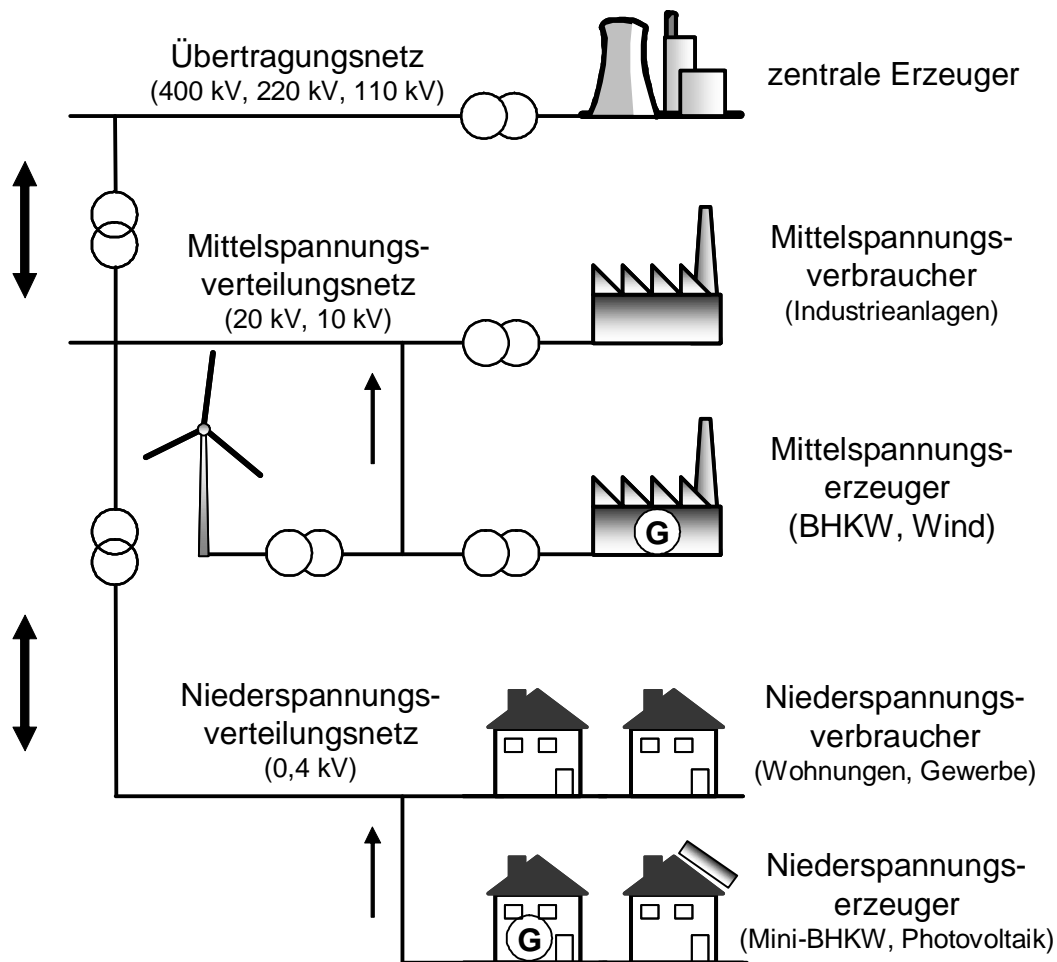 Übertragungsnetz
(400 kV, 220 kV, 110 kV)
zentrale Erzeuger
Mittelspannungs-
verteilungsnetz
(20 kV, 10 kV)
Mittelspannungs-
verbraucher
(Industrieanlagen)
Mittelspannungs-
erzeuger
(BHKW, Wind)
G
Niederspannungs-
verteilungsnetz
(0,4 kV)
Niederspannungs-
verbraucher
(Wohnungen, Gewerbe)
Niederspannungs-
erzeuger
(Mini-BHKW, Photovoltaik)
G